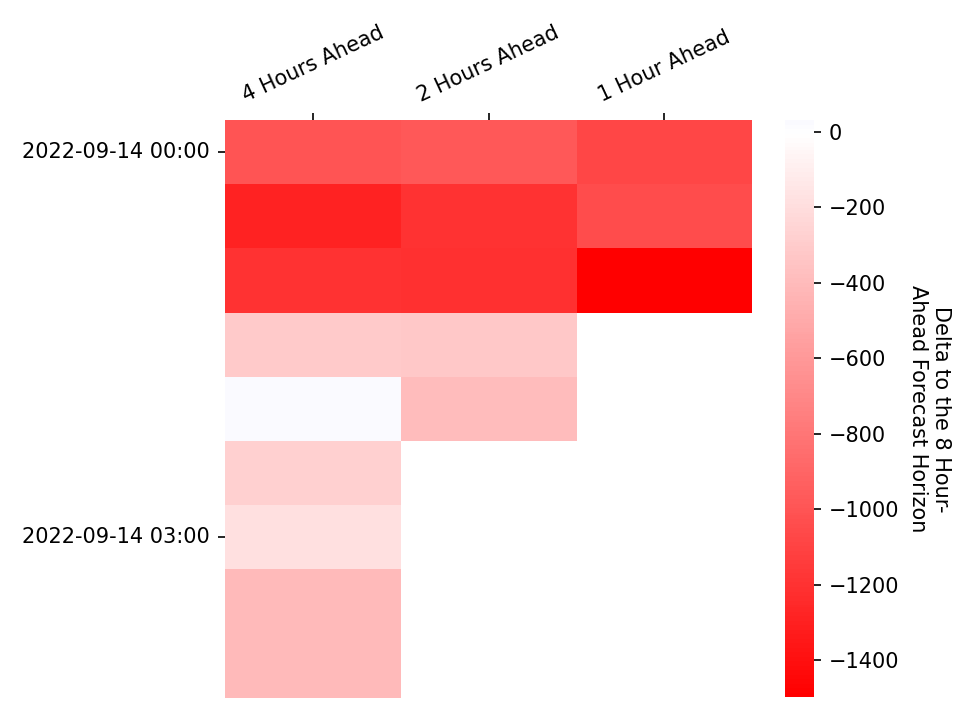 4 Hours Ahead
2 Hours Ahead
1 Hour Ahead
2022-09-14 00:00
2022-09-14 03:00
0
−200
−400
−600
−800
−1000
−1200
−1400
Delta to the 8 Hour-
Ahead Forecast Horizon